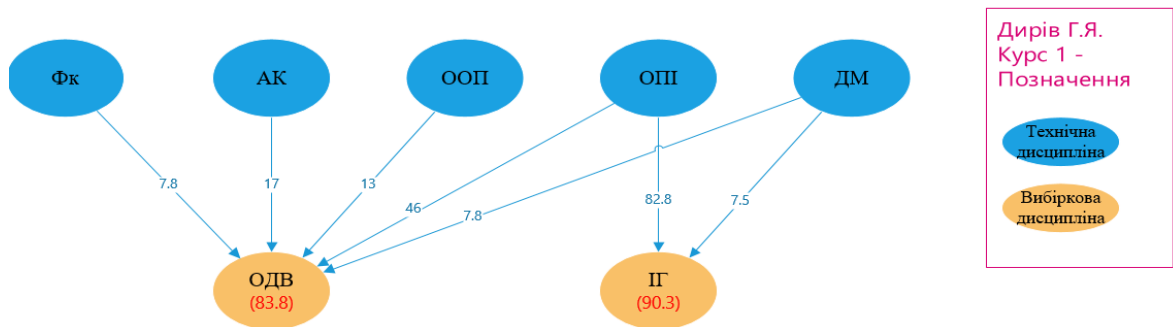 Фк
АК
ООП
ОПІ
ДМ
7.8
17
13
46
7.8
82.8
7.5
ОДВ
(83.8)
ІГ
(90.3)
Дирів Г.Я.
Курс 1 -
Позначення
Технічна
дисципліна
Вибіркова
дисципліна